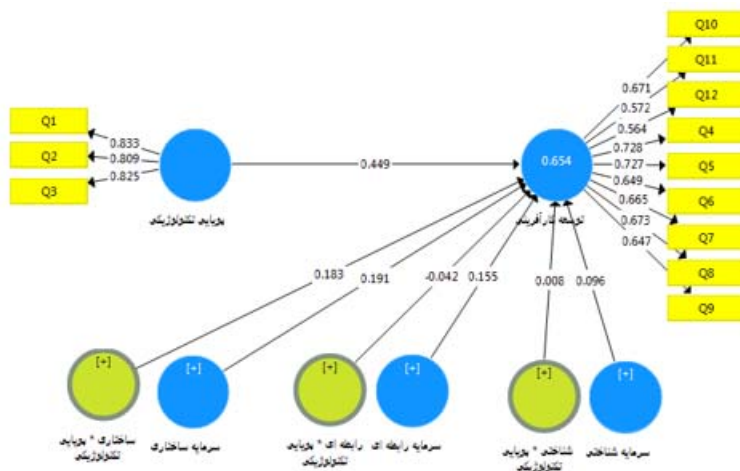 Q10
Q11
Q12
Q4
Q5
Q6
Q7
Q8
Q9
0.671
0.572
0.564
0.728
0.727
0.649
0.665
0.673
0.647
Q1
Q2
Q3
0.833
0.809
0.825
پویایی تکنولوژیکی
0.449
0.654
توسعه کارآفرینی
0.183
0.191
-0.042
0.155
0.008
0.096
[+]
ساختاری * پویایی
تکنولوژیکی
[+]
سرمایه ساختاری
[+]
رابطه ای * پویایی
تکنولوژیکی
[+]
سرمایه رابطه ای
[+]
شناختی * پویایی
تکنولوژیکی
[+]
سرمایه شناختی